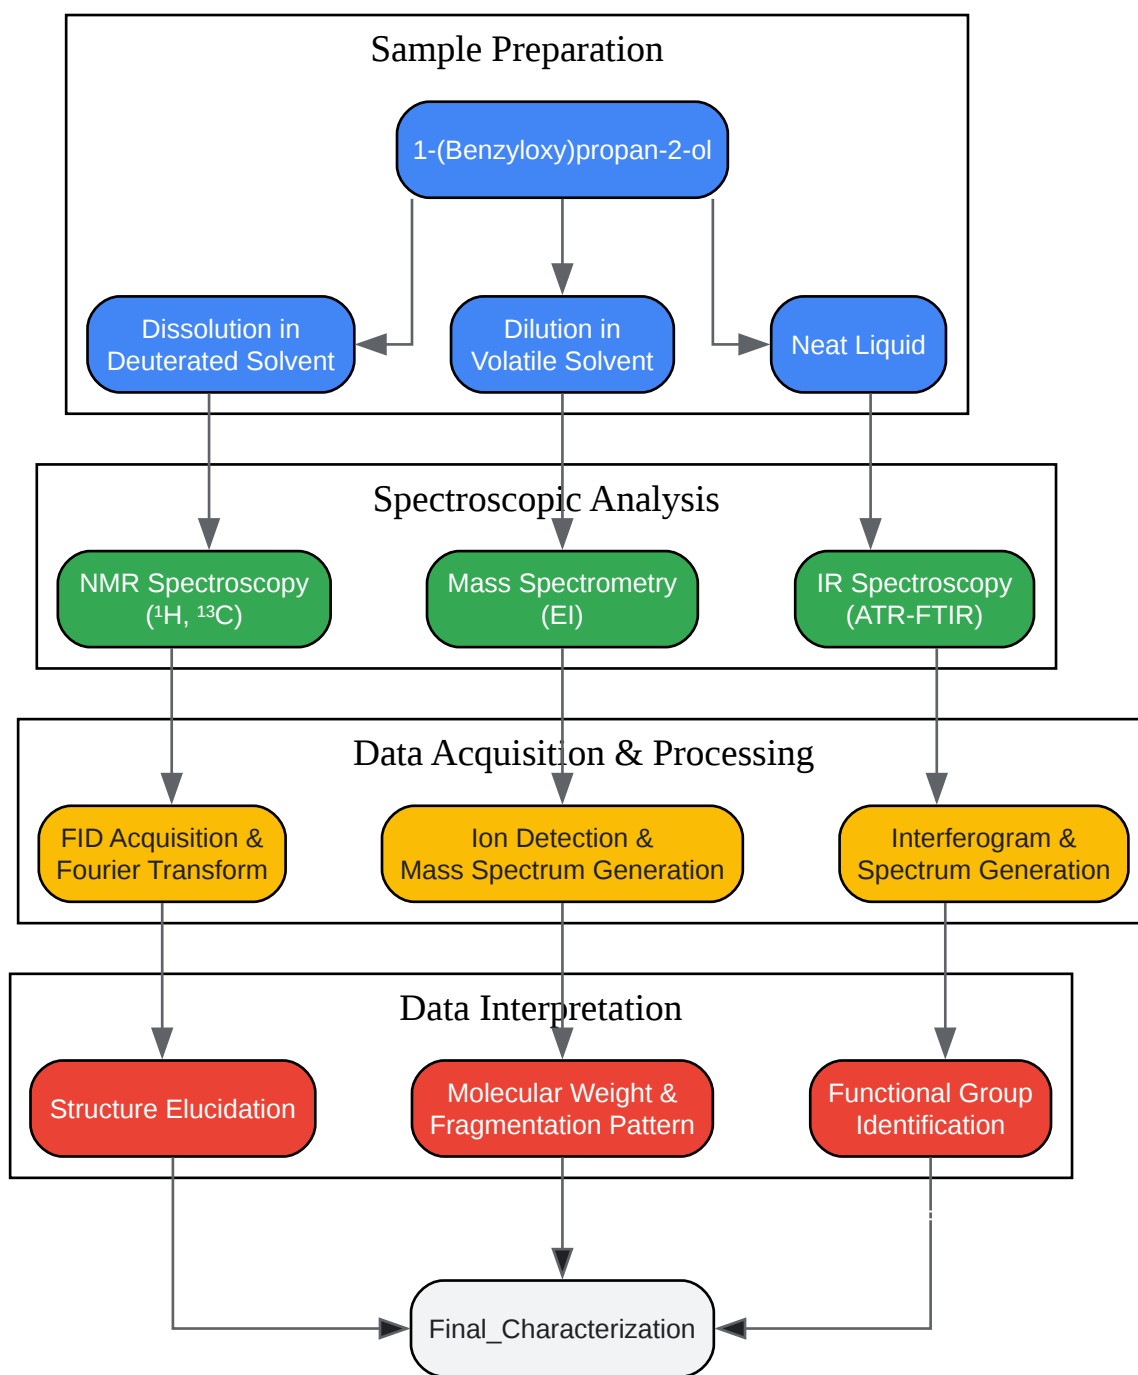 Sample Preparation
1-(Benzyloxy)propan-2-ol
Dissolution in
Deuterated Solvent
Dilution in
Volatile Solvent
Neat Liquid
Spectroscopic Analysis
NMR Spectroscopy
(¹H, ¹³C)
Mass Spectrometry
(EI)
IR Spectroscopy
(ATR-FTIR)
Data Acquisition & Processing
FID Acquisition &
Fourier Transform
Ion Detection &
Mass Spectrum Generation
Interferogram &
Spectrum Generation
Data Interpretation
Structure Elucidation
Molecular Weight &
Fragmentation Pattern
Functional Group
Identification
Final_Characterization